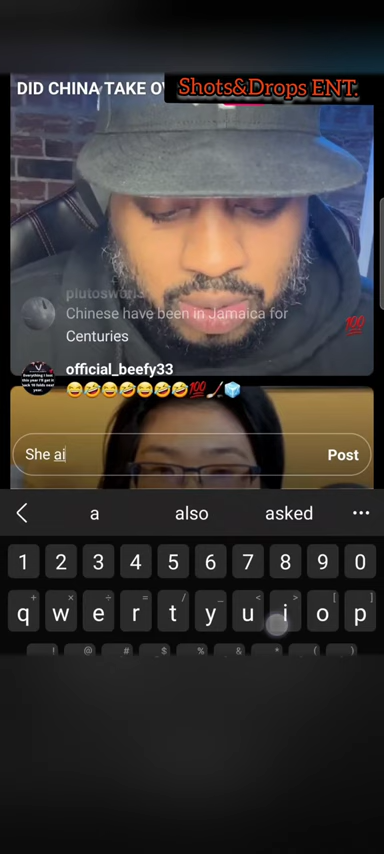 DID CHINA TAKE
Shots&Drops ENT.
plutosworl
Chinese have been in Jamaica for
Centuries
💯
official_beefy33
😂🤣😂🤣😂🤣🤣💯🏒🧊
She ai
Post
a also asked
1 2 3 4 5 6 7 8 9 0
+ × ÷ = / _ < > [ ]
q w e r t y u i o p
! @ # $ % & * ( )